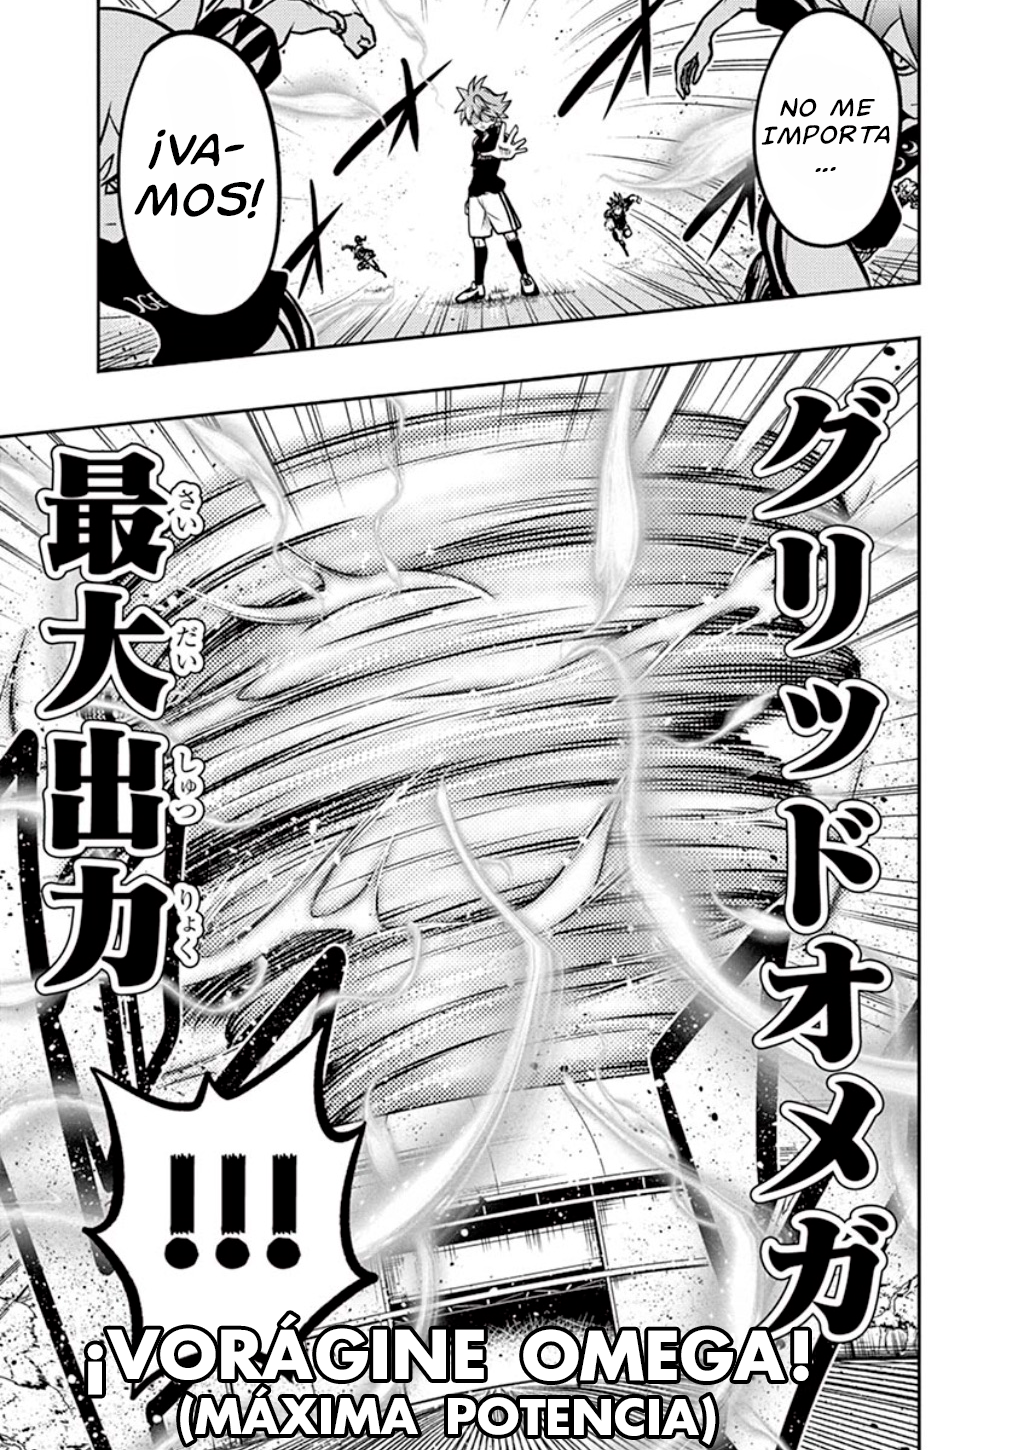 NO ME
IMPORTA
...
¡VA-
MOS!
グリッドオメガ
最大出力
さいだいしゅつりょく
!!!
¡VORÁGINE OMEGA!
(MÁXIMA POTENCIA)